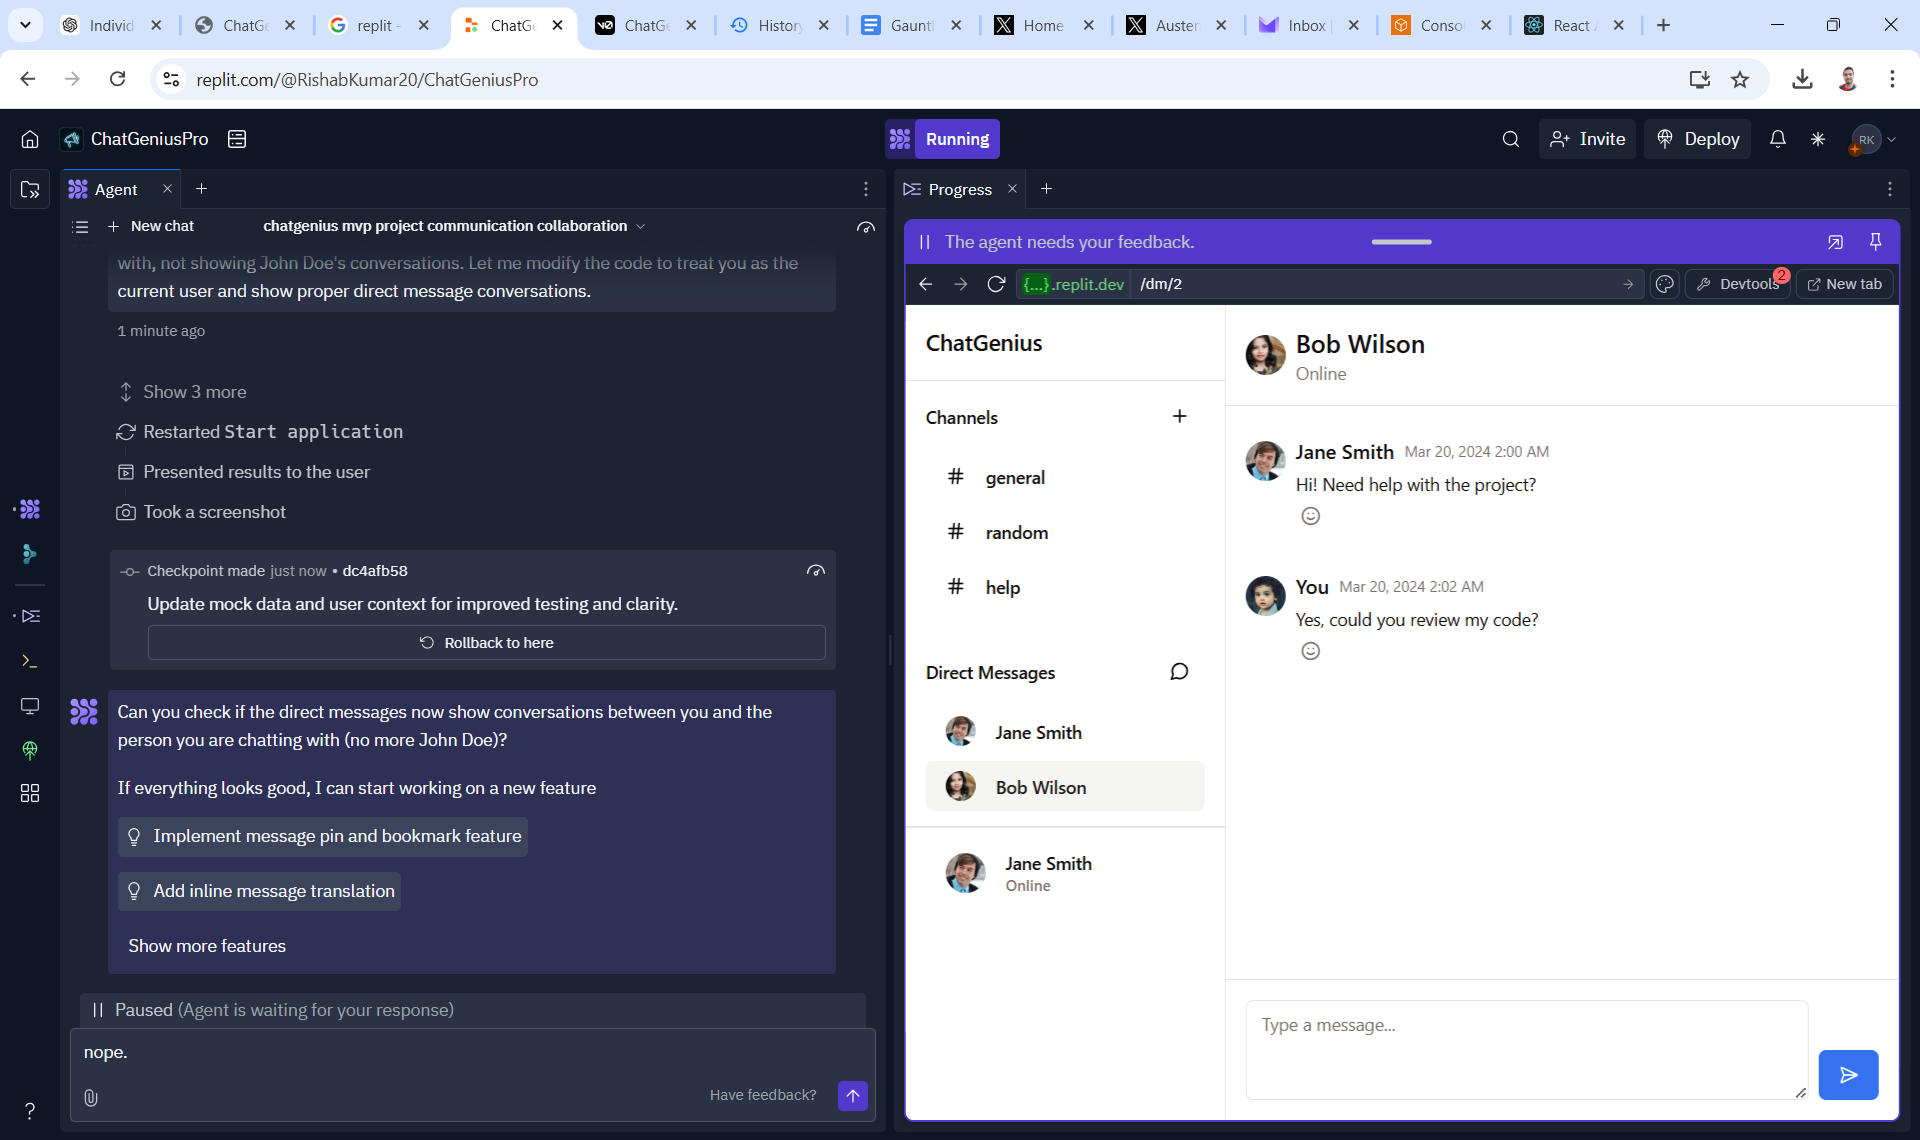 Individ
ChatGe
replit -
ChatGe
ChatGe
History
Gauntl
Home
Austen
Inbox
Conso
React
replit.com/@RishabKumar20/ChatGeniusPro
ChatGeniusPro
Running
Invite
Deploy
RK
Agent
Progress
New chat
chatgenius mvp project communication collaboration
with, not showing John Doe's conversations. Let me modify the code to treat you as the
current user and show proper direct message conversations.
1 minute ago
Show 3 more
Restarted Start application
Presented results to the user
Took a screenshot
Checkpoint made just now • dc4afb58
Update mock data and user context for improved testing and clarity.
Rollback to here
Can you check if the direct messages now show conversations between you and the
person you are chatting with (no more John Doe)?
If everything looks good, I can start working on a new feature
Implement message pin and bookmark feature
Add inline message translation
Show more features
Paused (Agent is waiting for your response)
nope.
Have feedback?
?
The agent needs your feedback.
{...}.replit.dev
/dm/2
Devtools
2
New tab
ChatGenius
Channels
# general
# random
# help
Direct Messages
Jane Smith
Bob Wilson
Jane Smith
Online
Bob Wilson
Online
Jane Smith Mar 20, 2024 2:00 AM
Hi! Need help with the project?
You Mar 20, 2024 2:02 AM
Yes, could you review my code?
Type a message...